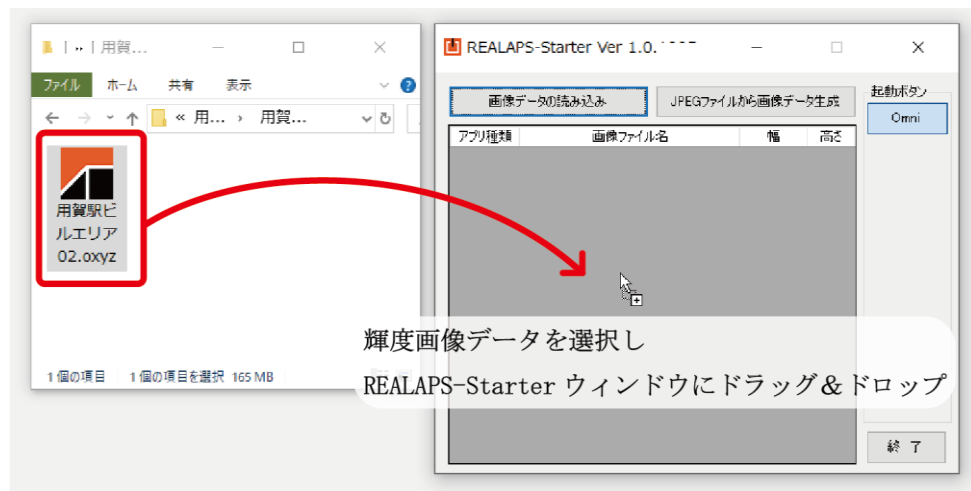 用賀...
ファイル ホーム 共有 表示
« 用... › 用賀...
用賀駅ビ
ルエリア
02.oxyz
1 個の項目 1 個の項目を選択 165 MB
REALAPS-Starter Ver 1.0.
画像データの読み込み JPEGファイルから画像データ生成
アプリ種類 画像ファイル名 幅 高さ
起動ボタン
Omni
輝度画像データを選択し
REALAPS-Starter ウィンドウにドラッグ＆ドロップ
終 了